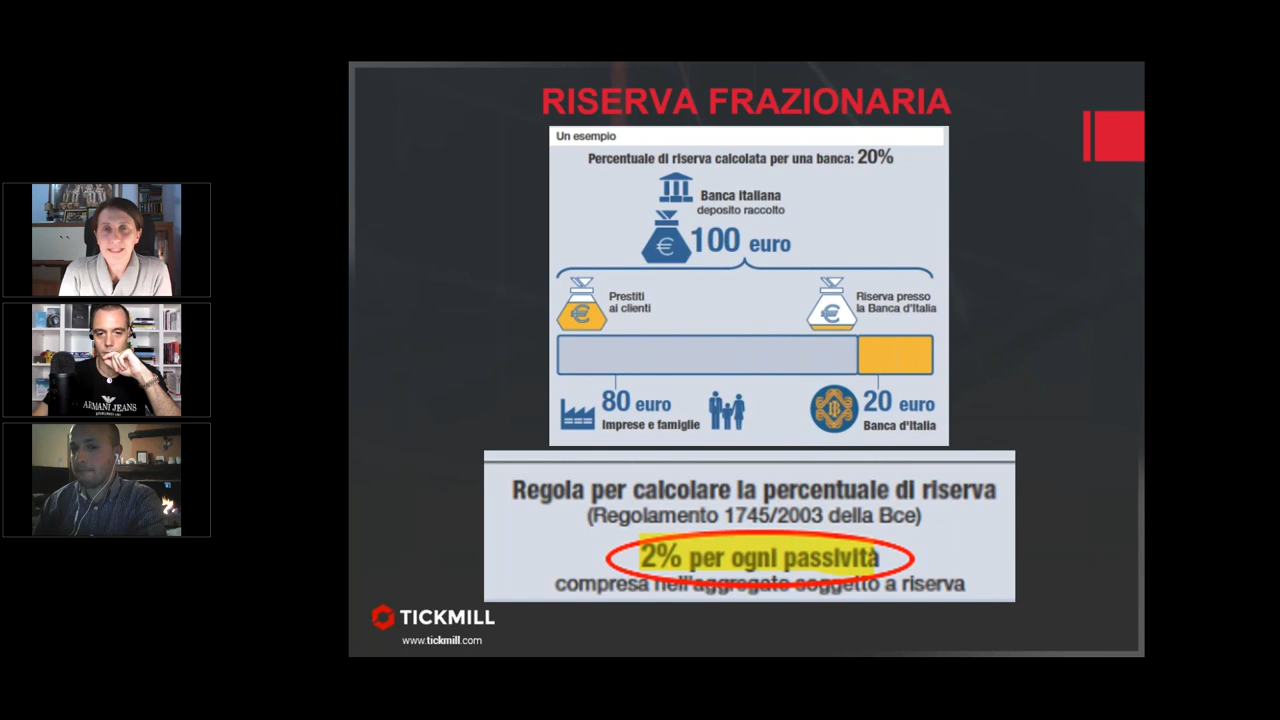 RISERVA FRAZIONARIA
Un esempio
Percentuale di riserva calcolata per una banca: 20%
Banca Italiana
deposito raccolto
100 euro
Prestiti
ai clienti
Riserva presso
la Banca d'Italia
80 euro
Imprese e famiglie
20 euro
Banca d'Italia
Regola per calcolare la percentuale di riserva
(Regolamento 1745/2003 della Bce)
2% per ogni passività
compresa nell'aggregato soggetto a riserva
TICKMILL
www.tickmill.com
ARMANI JEANS